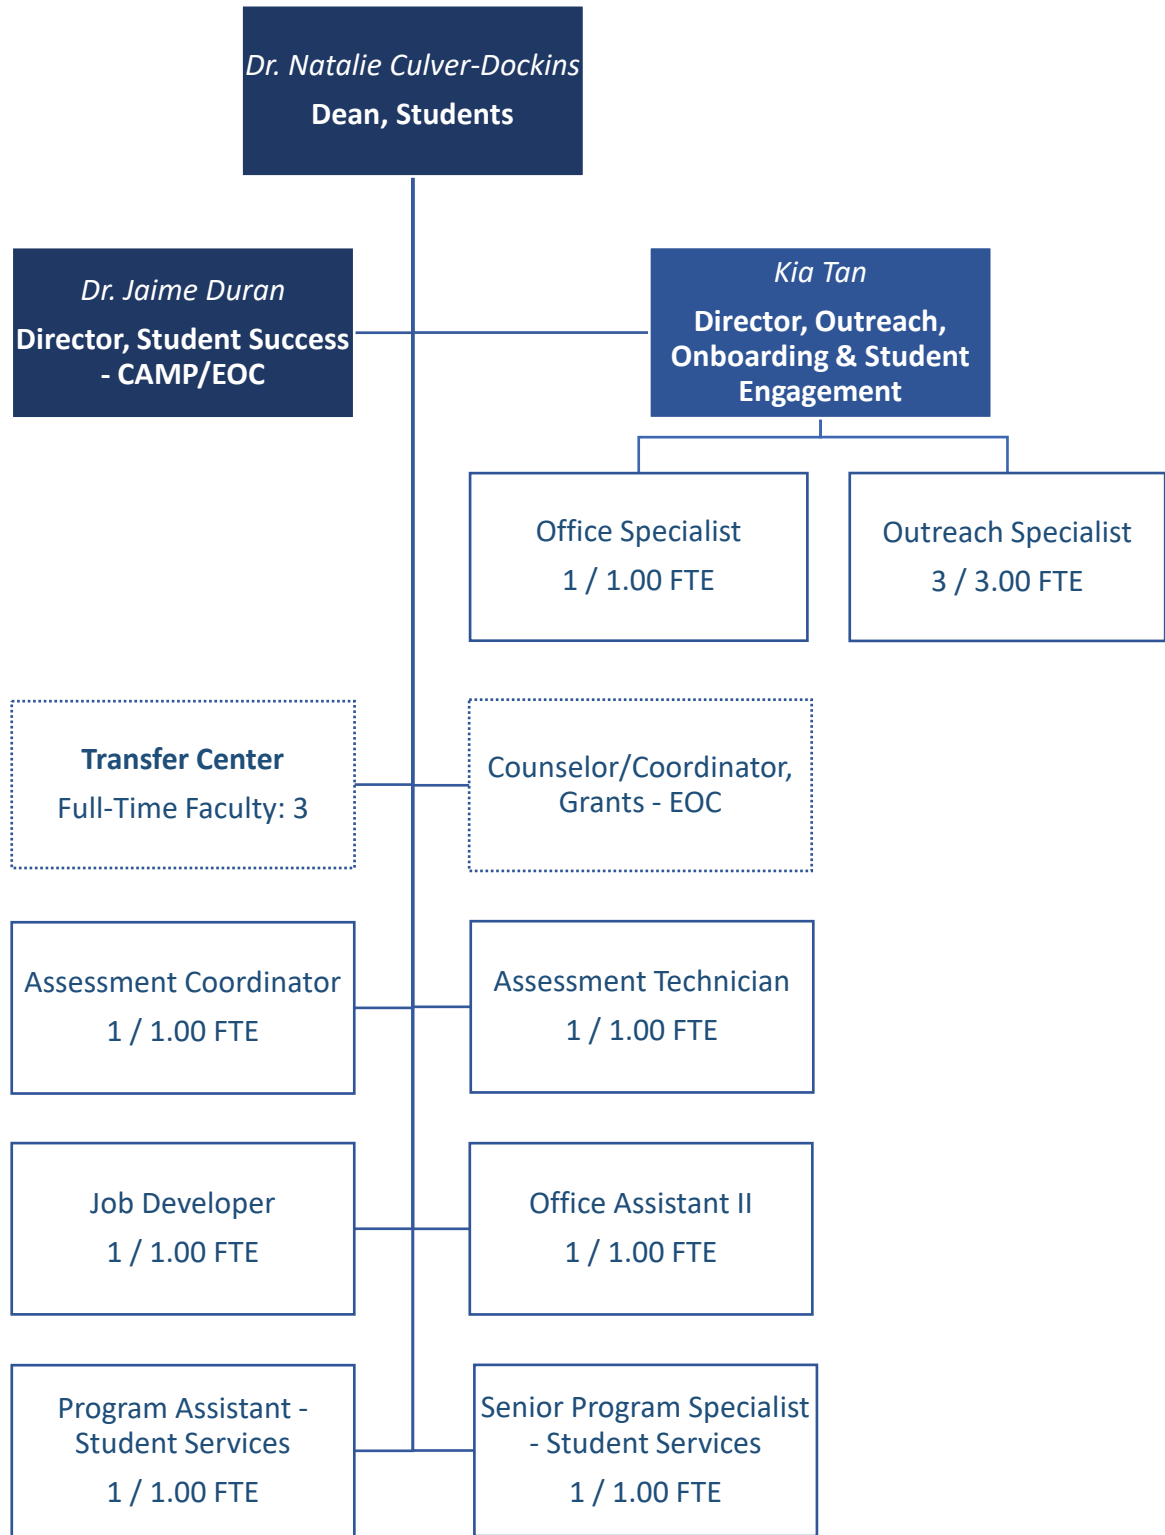 Dr. Natalie Culver-Dockins
Dean, Students
Dr. Jaime Duran
Director, Student Success
- CAMP/EOC
Kia Tan
Director, Outreach,
Onboarding & Student
Engagement
Office Specialist
1 / 1.00 FTE
Outreach Specialist
3 / 3.00 FTE
Transfer Center
Full-Time Faculty: 3
Counselor/Coordinator,
Grants - EOC
Assessment Coordinator
1 / 1.00 FTE
Assessment Technician
1 / 1.00 FTE
Job Developer
1 / 1.00 FTE
Office Assistant II
1 / 1.00 FTE
Program Assistant -
Student Services
1 / 1.00 FTE
Senior Program Specialist
- Student Services
1 / 1.00 FTE